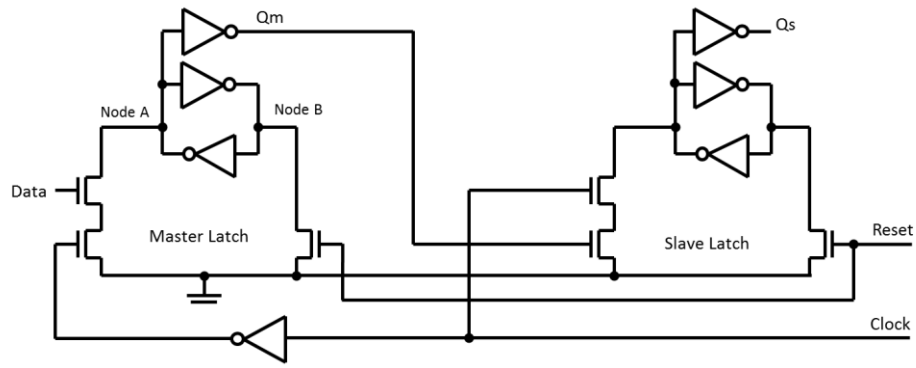 Qm
Qs
Node A
Node B
Data
Master Latch
Slave Latch
Reset
Clock